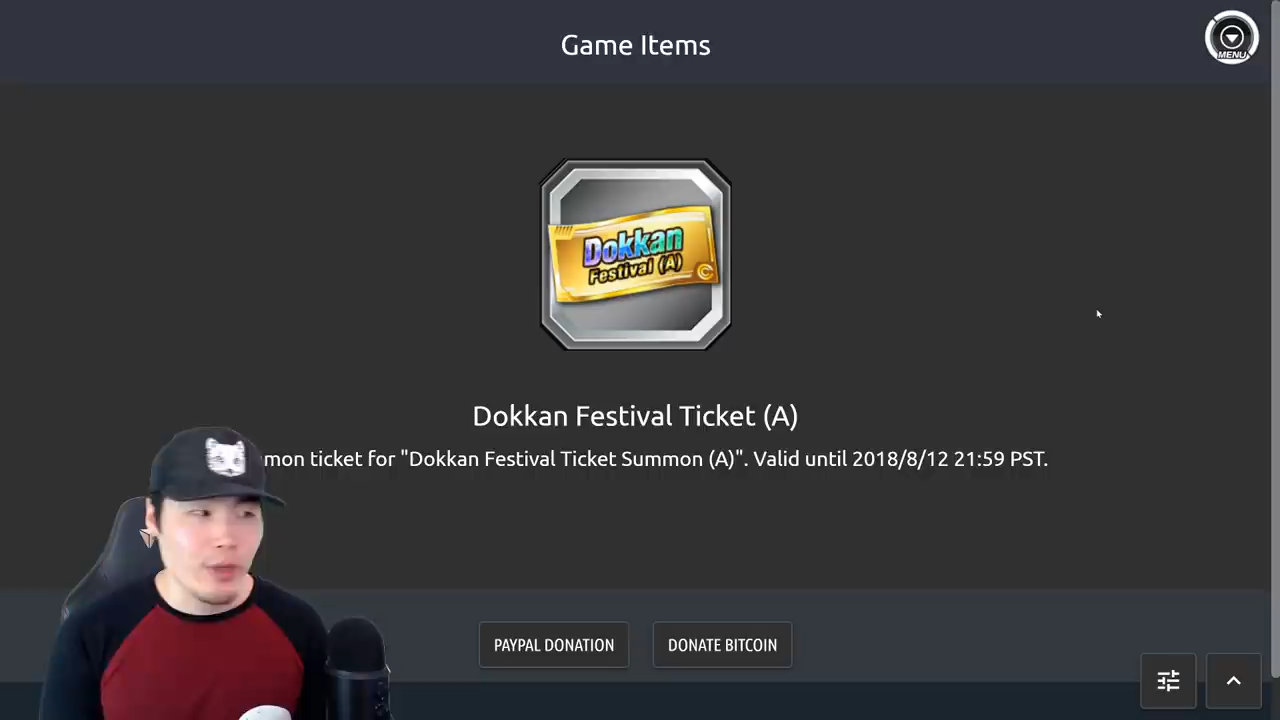 Game Items
MENU
Dokkan
Festival (A)
Dokkan Festival Ticket (A)
ticket for "Dokkan Festival Ticket Summon (A)". Valid until 2018/8/12 21:59 PST.
PAYPAL DONATION
DONATE BITCOIN